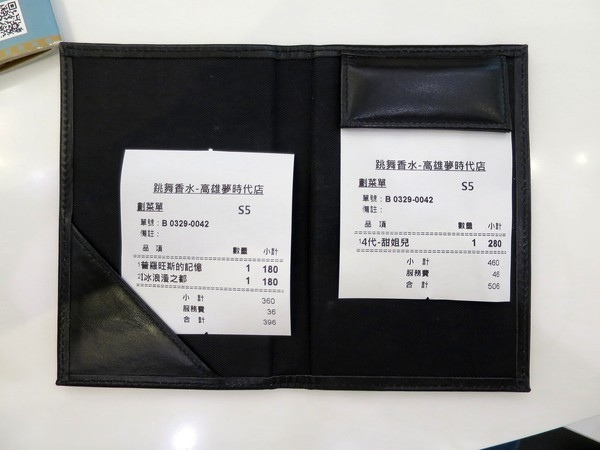 跳舞香水-高雄夢時代店
劃菜單 S5
單號：B 0329-0042
備註：
品 項 數量 小計
1普羅旺斯的記憶 1 180
2冰浪漫之都 1 180
小 計 360
服務費 36
合 計 396
跳舞香水-高雄夢時代店
劃菜單 S5
單號：B 0329-0042
備註：
品 項 數量 小計
14代-甜姐兒 1 280
小 計 460
服務費 46
合 計 506